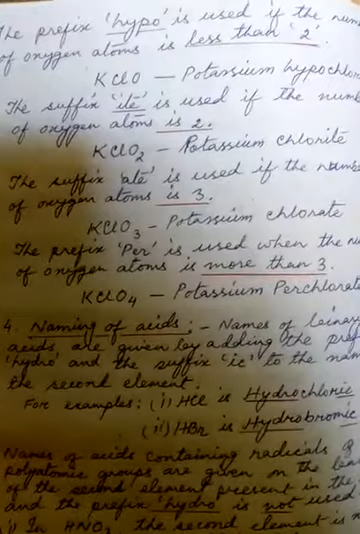 The prefix 'hypo' is used if the num
of oxygen atoms is less than '2'.
KClO — Potassium hypochlor
The suffix 'ite' is used if the numb
of oxygen atoms is 2.
KClO2 — Potassium chlorite
The suffix 'ate' is used if the numbe
of oxygen atoms is 3.
KClO3 — Potassium chlorate
The prefix 'Per' is used when the nu
of oxygen atoms is more than 3.
KClO4 — Potassium Perchlorate
4. Naming of acids: - Names of binary
acids are given by adding the pref
'hydro' and the suffix 'ic' to the nam
the second element.
For examples: (i) HCl is Hydrochloric
(ii) HBr is Hydrobromic
Names of acids containing radicals
polyatomic groups are given on the
of the second element present in the
and the prefix 'hydro' is not used
(i) In HNO3 the second element is